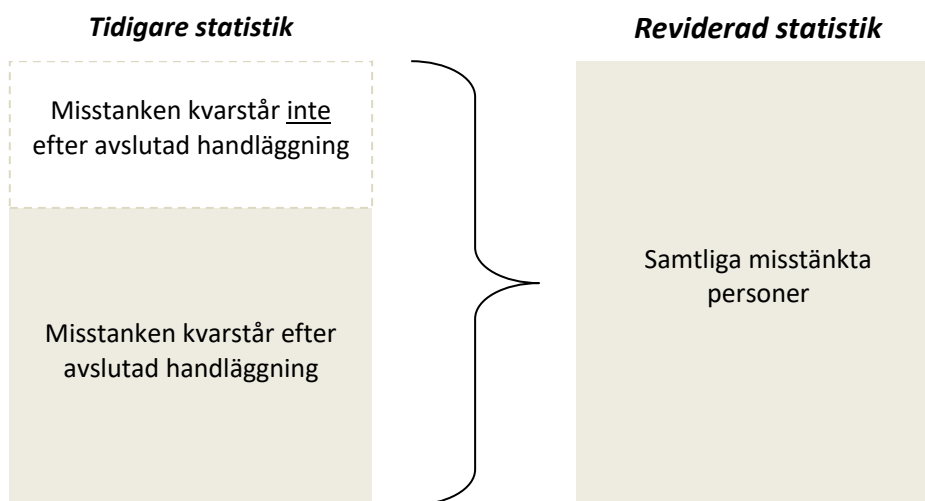 Tidigare statistik
Misstanken kvarstår inte
efter avslutad handläggning
Misstanken kvarstår efter
avslutad handläggning
Reviderad statistik
Samtliga misstänkta
personer